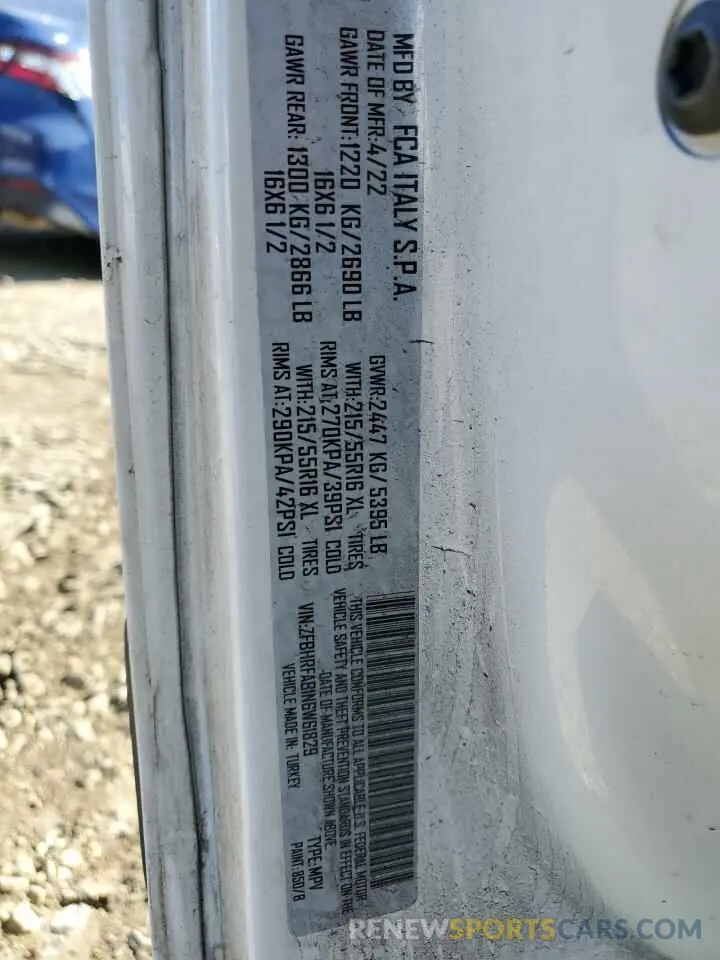 MFD BY FCA ITALY S.P.A.
DATE OF MFR:4/22 GVWR:2447 KG/5395 LB
GAWR FRONT:1220 KG/2690 LB WITH:215/55R16 XL TIRES
16X6 1/2 RIMS AT:270KPA/39PSI COLD
GAWR REAR: 1300 KG/2866 LB WITH:215/55R16 XL TIRES
16X6 1/2 RIMS AT:290KPA/42PSI COLD
THIS VEHICLE CONFORMS TO ALL APPLICABLE U.S. FEDERAL MOTOR
VEHICLE SAFETY AND THEFT PREVENTION STANDARDS IN EFFECT ON THE
DATE OF MANUFACTURE SHOWN ABOVE
VIN:ZFBHRFABIN6W61829 TYPE:MPV
VEHICLE MADE IN: TURKEY PAINT:850/B
RENEWSPORTSCARS.COM